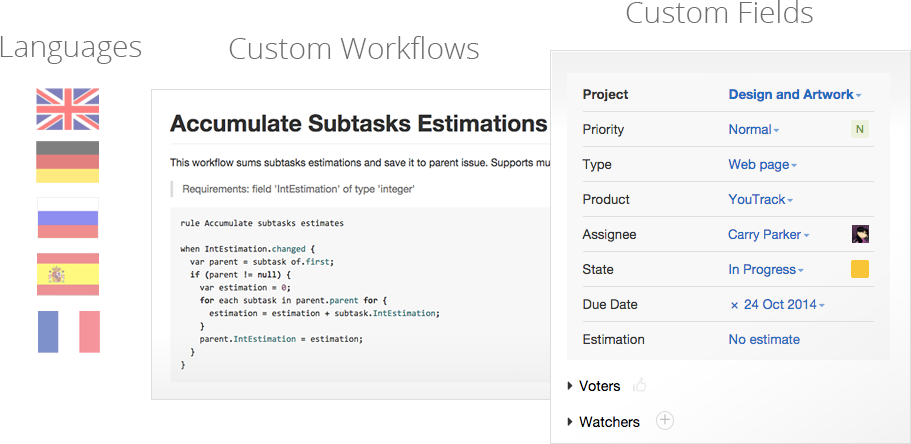 Languages
Custom Workflows
Accumulate Subtasks Estimations
This workflow sums subtasks estimations and save it to parent issue. Supports mu
Requirements: field 'IntEstimation' of type 'integer'
rule Accumulate subtasks estimates
when IntEstimation.changed {
var parent = subtask of.first;
if (parent != null) {
var estimation = 0;
for each subtask in parent.parent for {
estimation = estimation + subtask.IntEstimation;
}
parent.IntEstimation = estimation;
}
}
Custom Fields
Project Design and Artwork
Priority Normal N
Type Web page
Product YouTrack
Assignee Carry Parker
State In Progress
Due Date × 24 Oct 2014
Estimation No estimate
Voters
Watchers